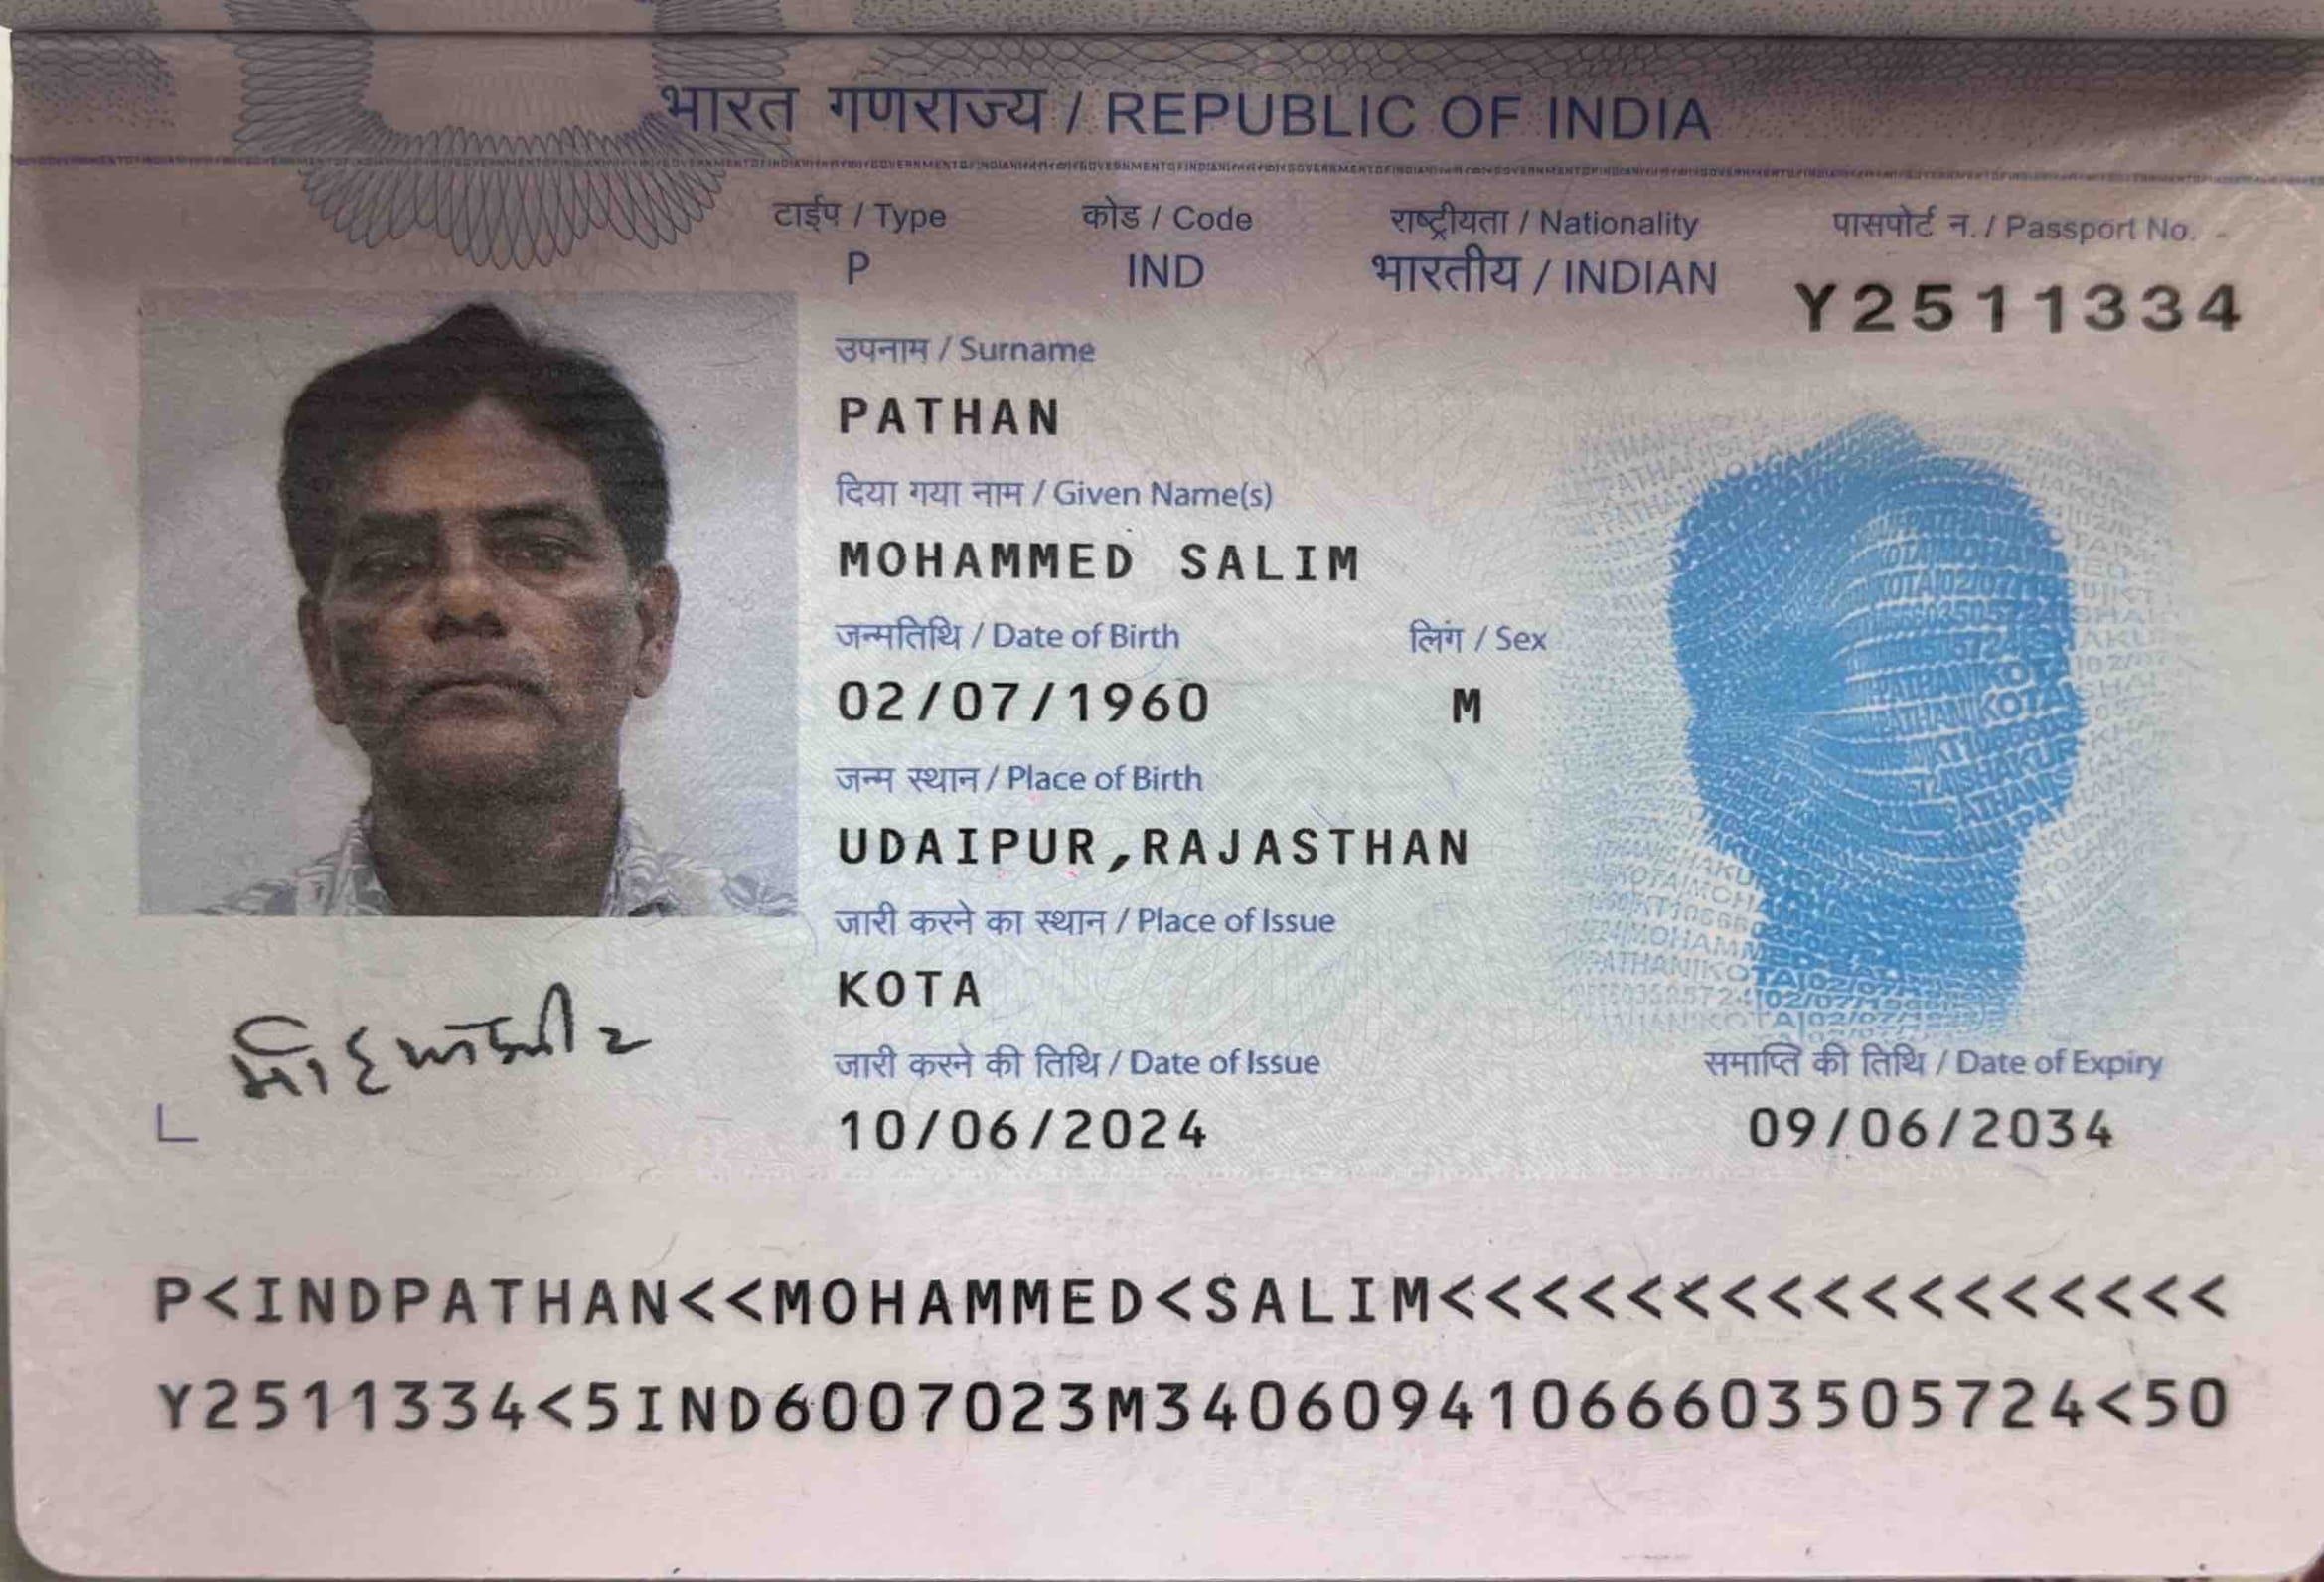 भारत गणराज्य / REPUBLIC OF INDIA
टाईप / Type
कोड / Code
राष्ट्रीयता / Nationality
पासपोर्ट न. / Passport No.
P
IND
भारतीय / INDIAN
Y2511334
उपनाम / Surname
PATHAN
दिया गया नाम / Given Name(s)
MOHAMMED SALIM
जन्मतिथि / Date of Birth
लिंग / Sex
02/07/1960
M
जन्म स्थान / Place of Birth
UDAIPUR,RAJASTHAN
जारी करने का स्थान / Place of Issue
KOTA
जारी करने की तिथि / Date of Issue
समाप्ति की तिथि / Date of Expiry
10/06/2024
09/06/2034
P<INDPATHAN<<MOHAMMED<SALIM<<<<<<<<<<<<<<<<<
Y2511334<5IND6007023M34060941066603505724<50